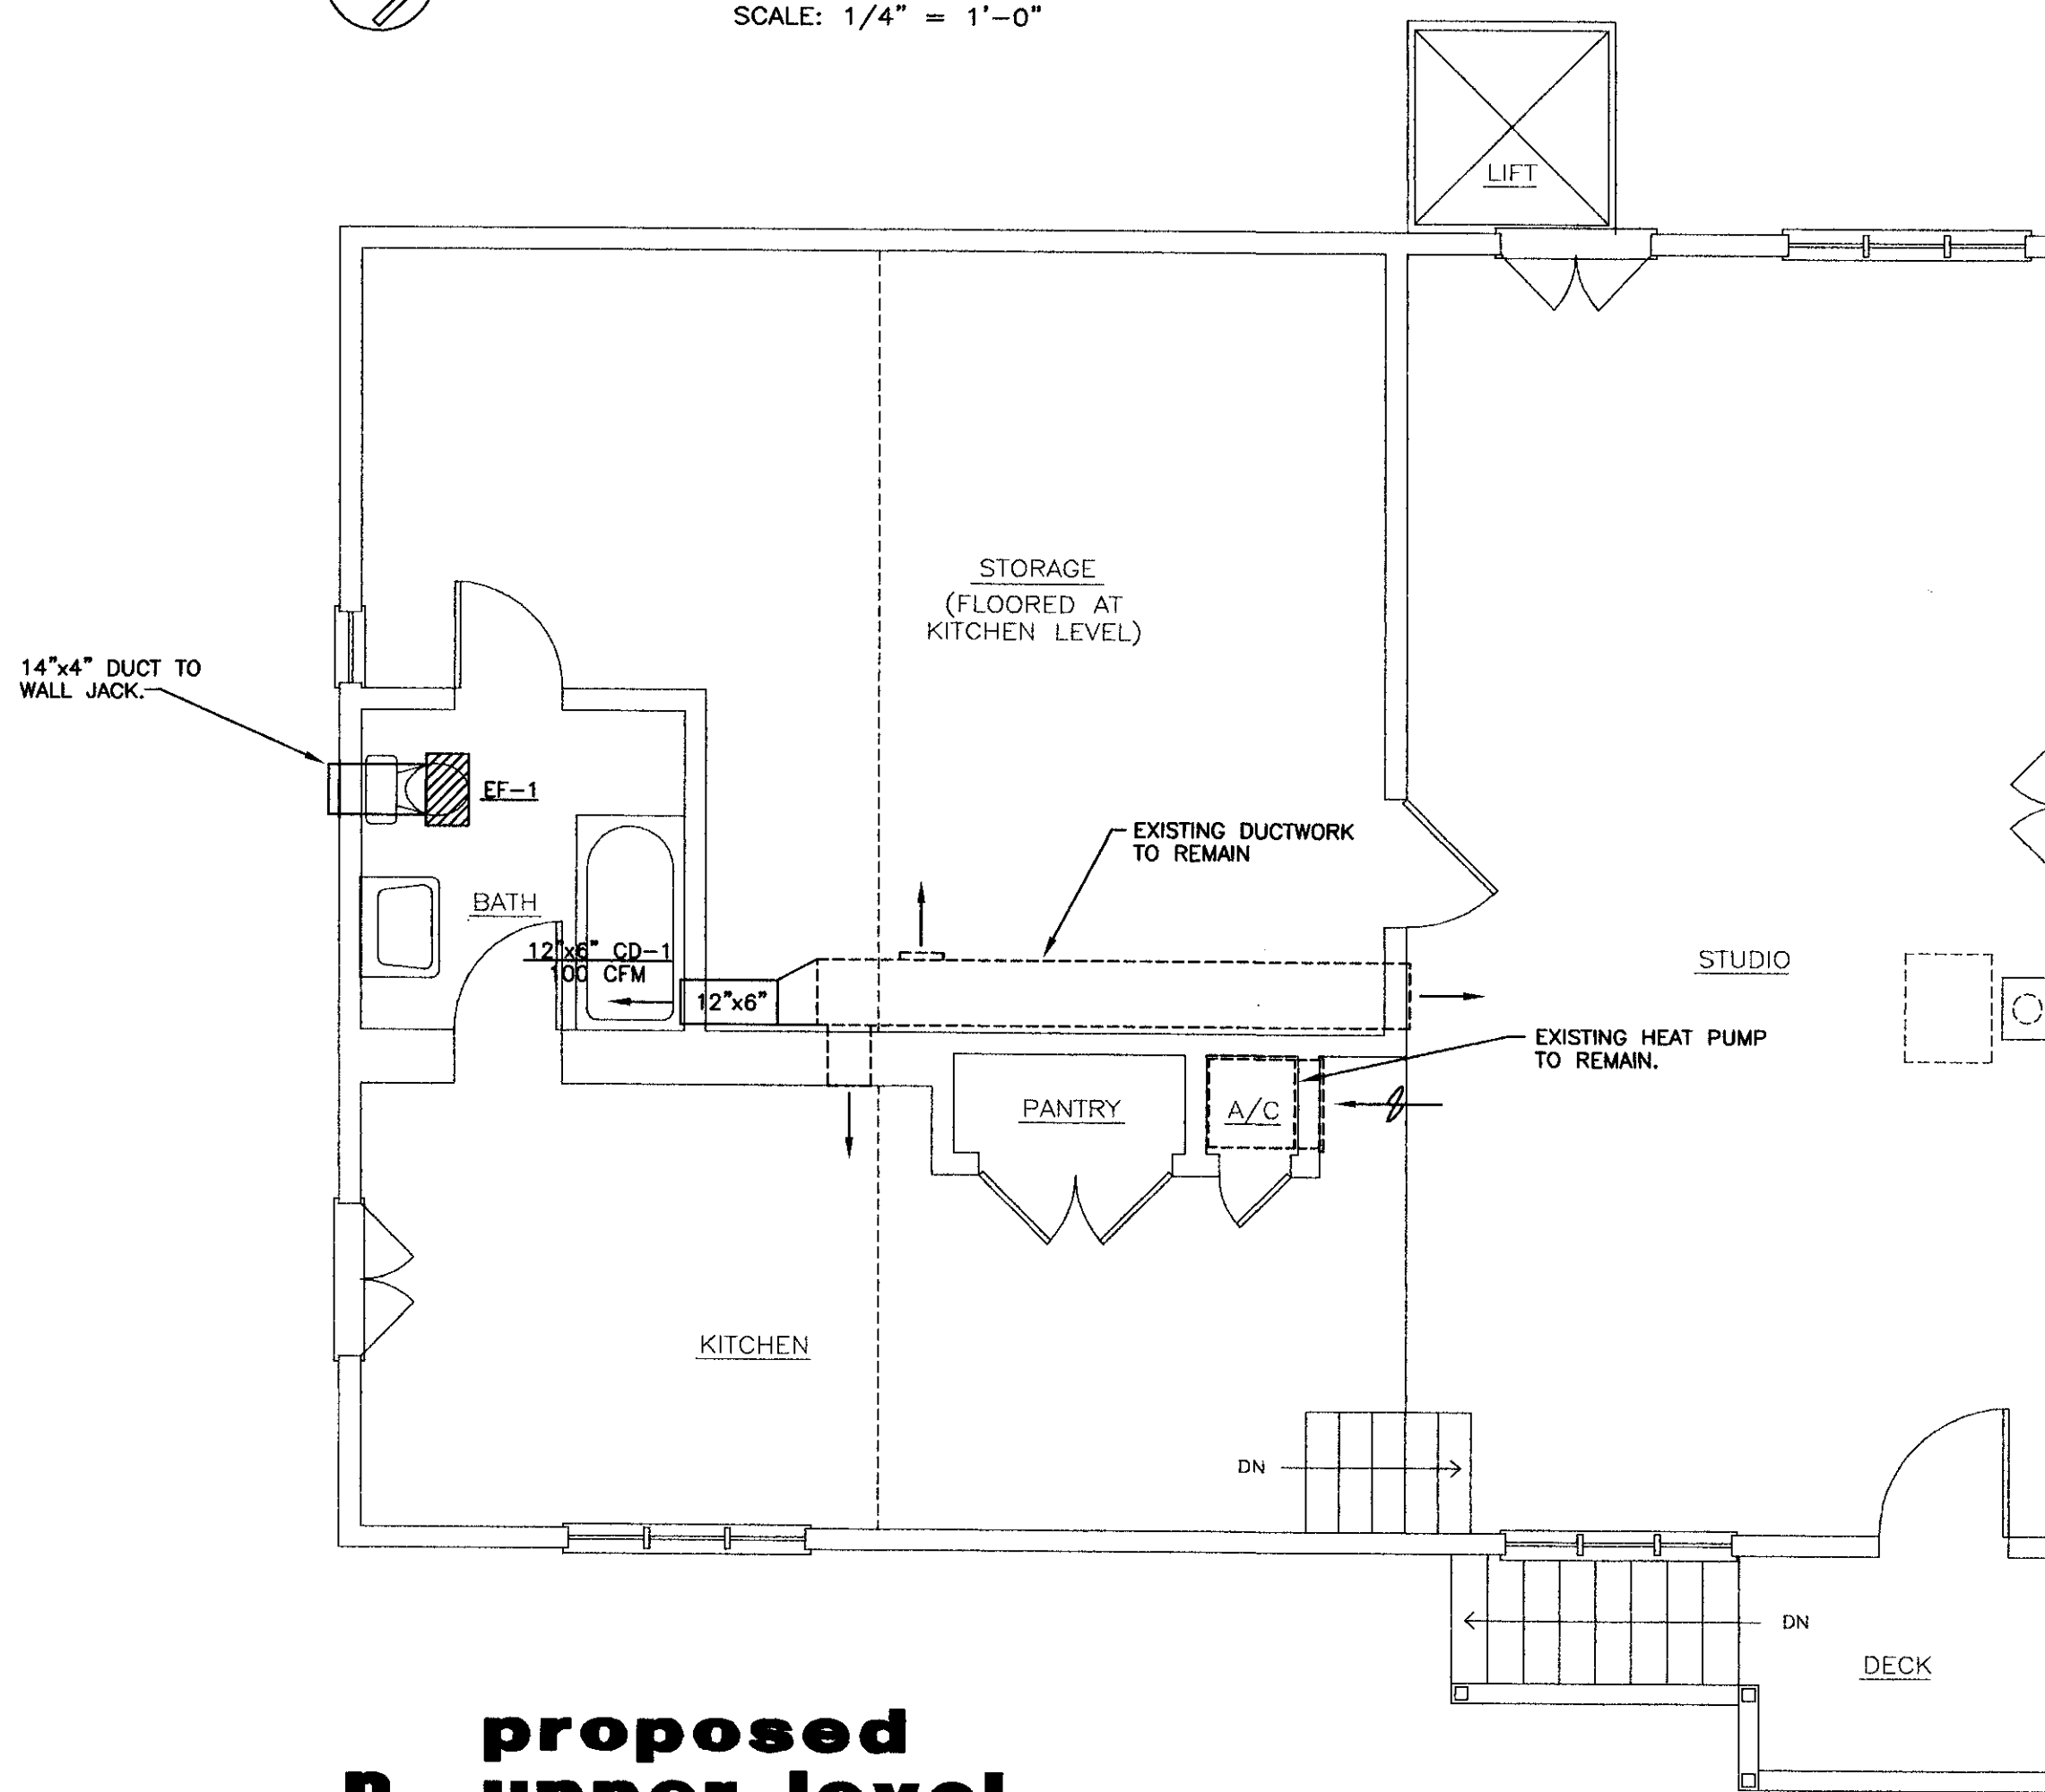 SCALE: 1/4" = 1'-0"
LIFT
STORAGE
(FLOORED AT
KITCHEN LEVEL)
14"x4" DUCT TO
WALL JACK.
EF-1
EXISTING DUCTWORK
TO REMAIN
BATH
12"x6" CD-1
100 CFM
12"x6"
STUDIO
EXISTING HEAT PUMP
TO REMAIN.
PANTRY
A/C
KITCHEN
DN
DN
DECK
proposed
n upper level